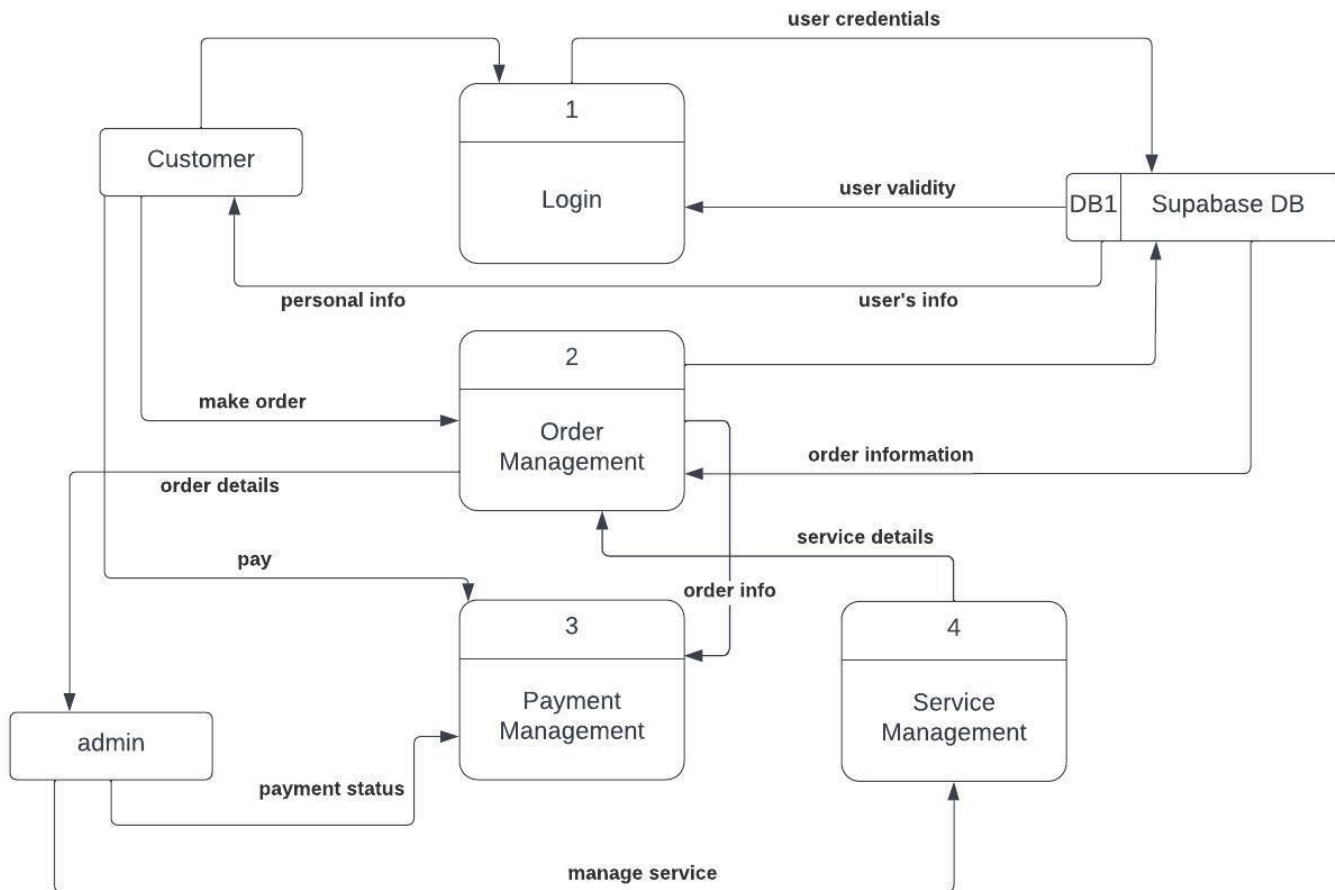 user credentials
1
Customer
Login
user validity
DB1
Supabase DB
personal info
user's info
2
make order
Order
Management
order information
order details
service details
pay
order info
3
4
Payment
Management
Service
Management
admin
payment status
manage service